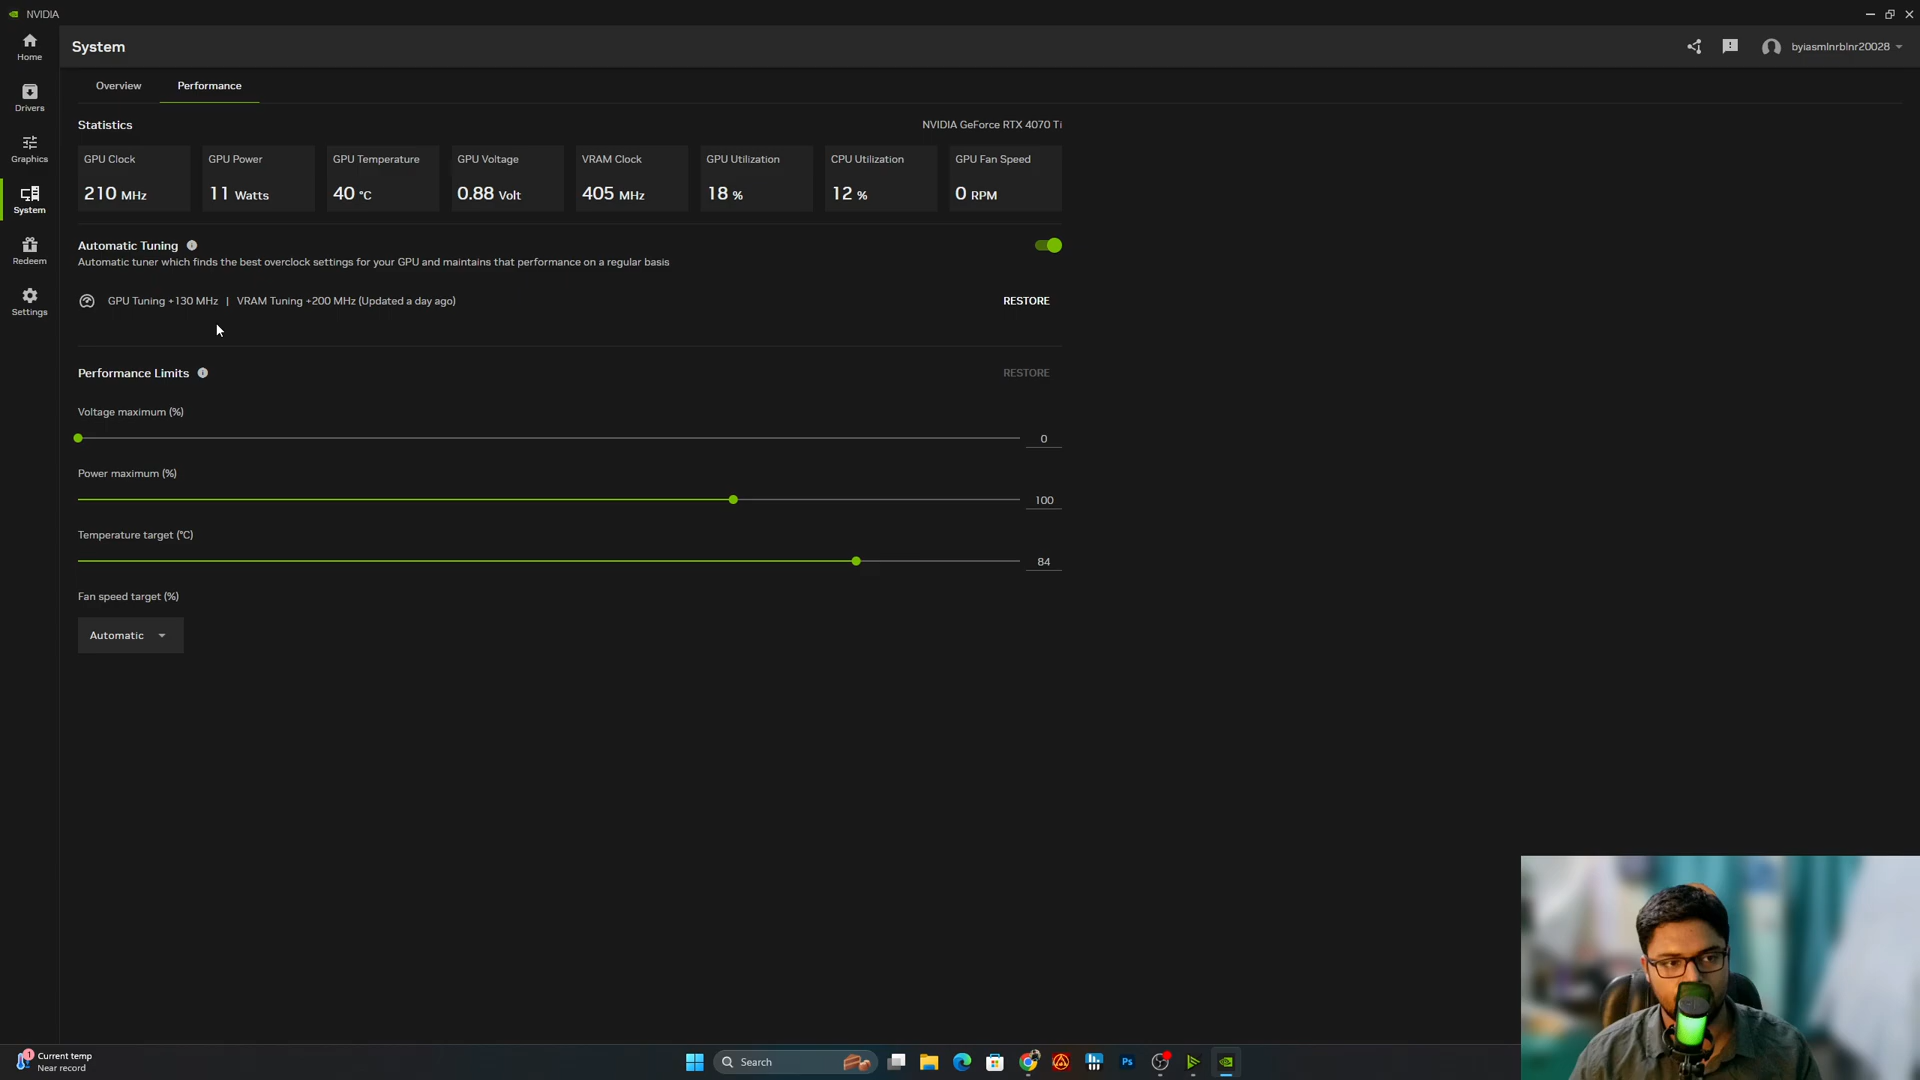 NVIDIA
Home
Drivers
Graphics
System
Redeem
Settings
System
byiasmlnrblnr20028
Overview
Performance
Statistics
NVIDIA GeForce RTX 4070 Ti
GPU Clock
210 MHz
GPU Power
11 Watts
GPU Temperature
40 °C
GPU Voltage
0.88 Volt
VRAM Clock
405 MHz
GPU Utilization
18 %
CPU Utilization
12 %
GPU Fan Speed
0 RPM
Automatic Tuning
Automatic tuner which finds the best overclock settings for your GPU and maintains that performance on a regular basis
GPU Tuning +130 MHz | VRAM Tuning +200 MHz (Updated a day ago)
RESTORE
Performance Limits
RESTORE
Voltage maximum (%)
0
Power maximum (%)
100
Temperature target (°C)
84
Fan speed target (%)
Automatic
1
Current temp
Near record
Search
Ps